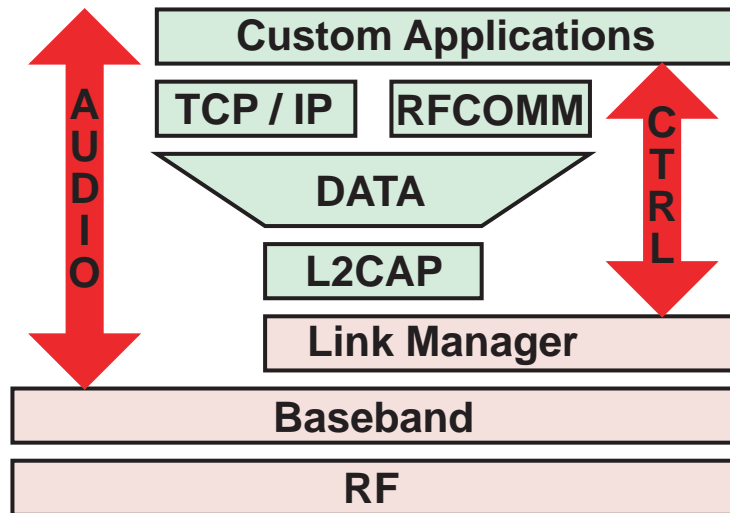 Custom Applications
TCP / IP
RFCOMM
AUDIO
CTRL
DATA
L2CAP
Link Manager
Baseband
RF